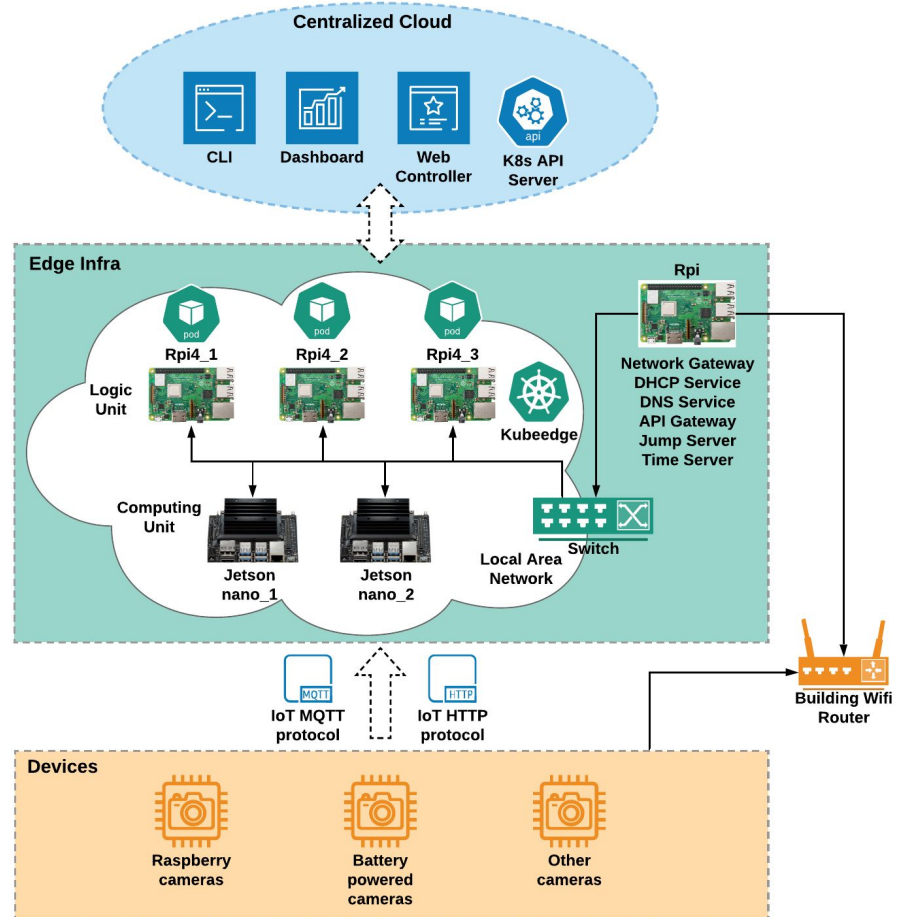 Centralized Cloud
CLI
Dashboard
Web
Controller
api
K8s API
Server
Edge Infra
pod
pod
pod
Rpi4_1
Rpi4_2
Rpi4_3
Logic
Unit
Kubeedge
Rpi
Network Gateway
DHCP Service
DNS Service
API Gateway
Jump Server
Time Server
Computing
Unit
Jetson
nano_1
Jetson
nano_2
Switch
Local Area
Network
MQTT
IoT MQTT
protocol
HTTP
IoT HTTP
protocol
Building Wifi
Router
Devices
Raspberry
cameras
Battery
powered
cameras
Other
cameras